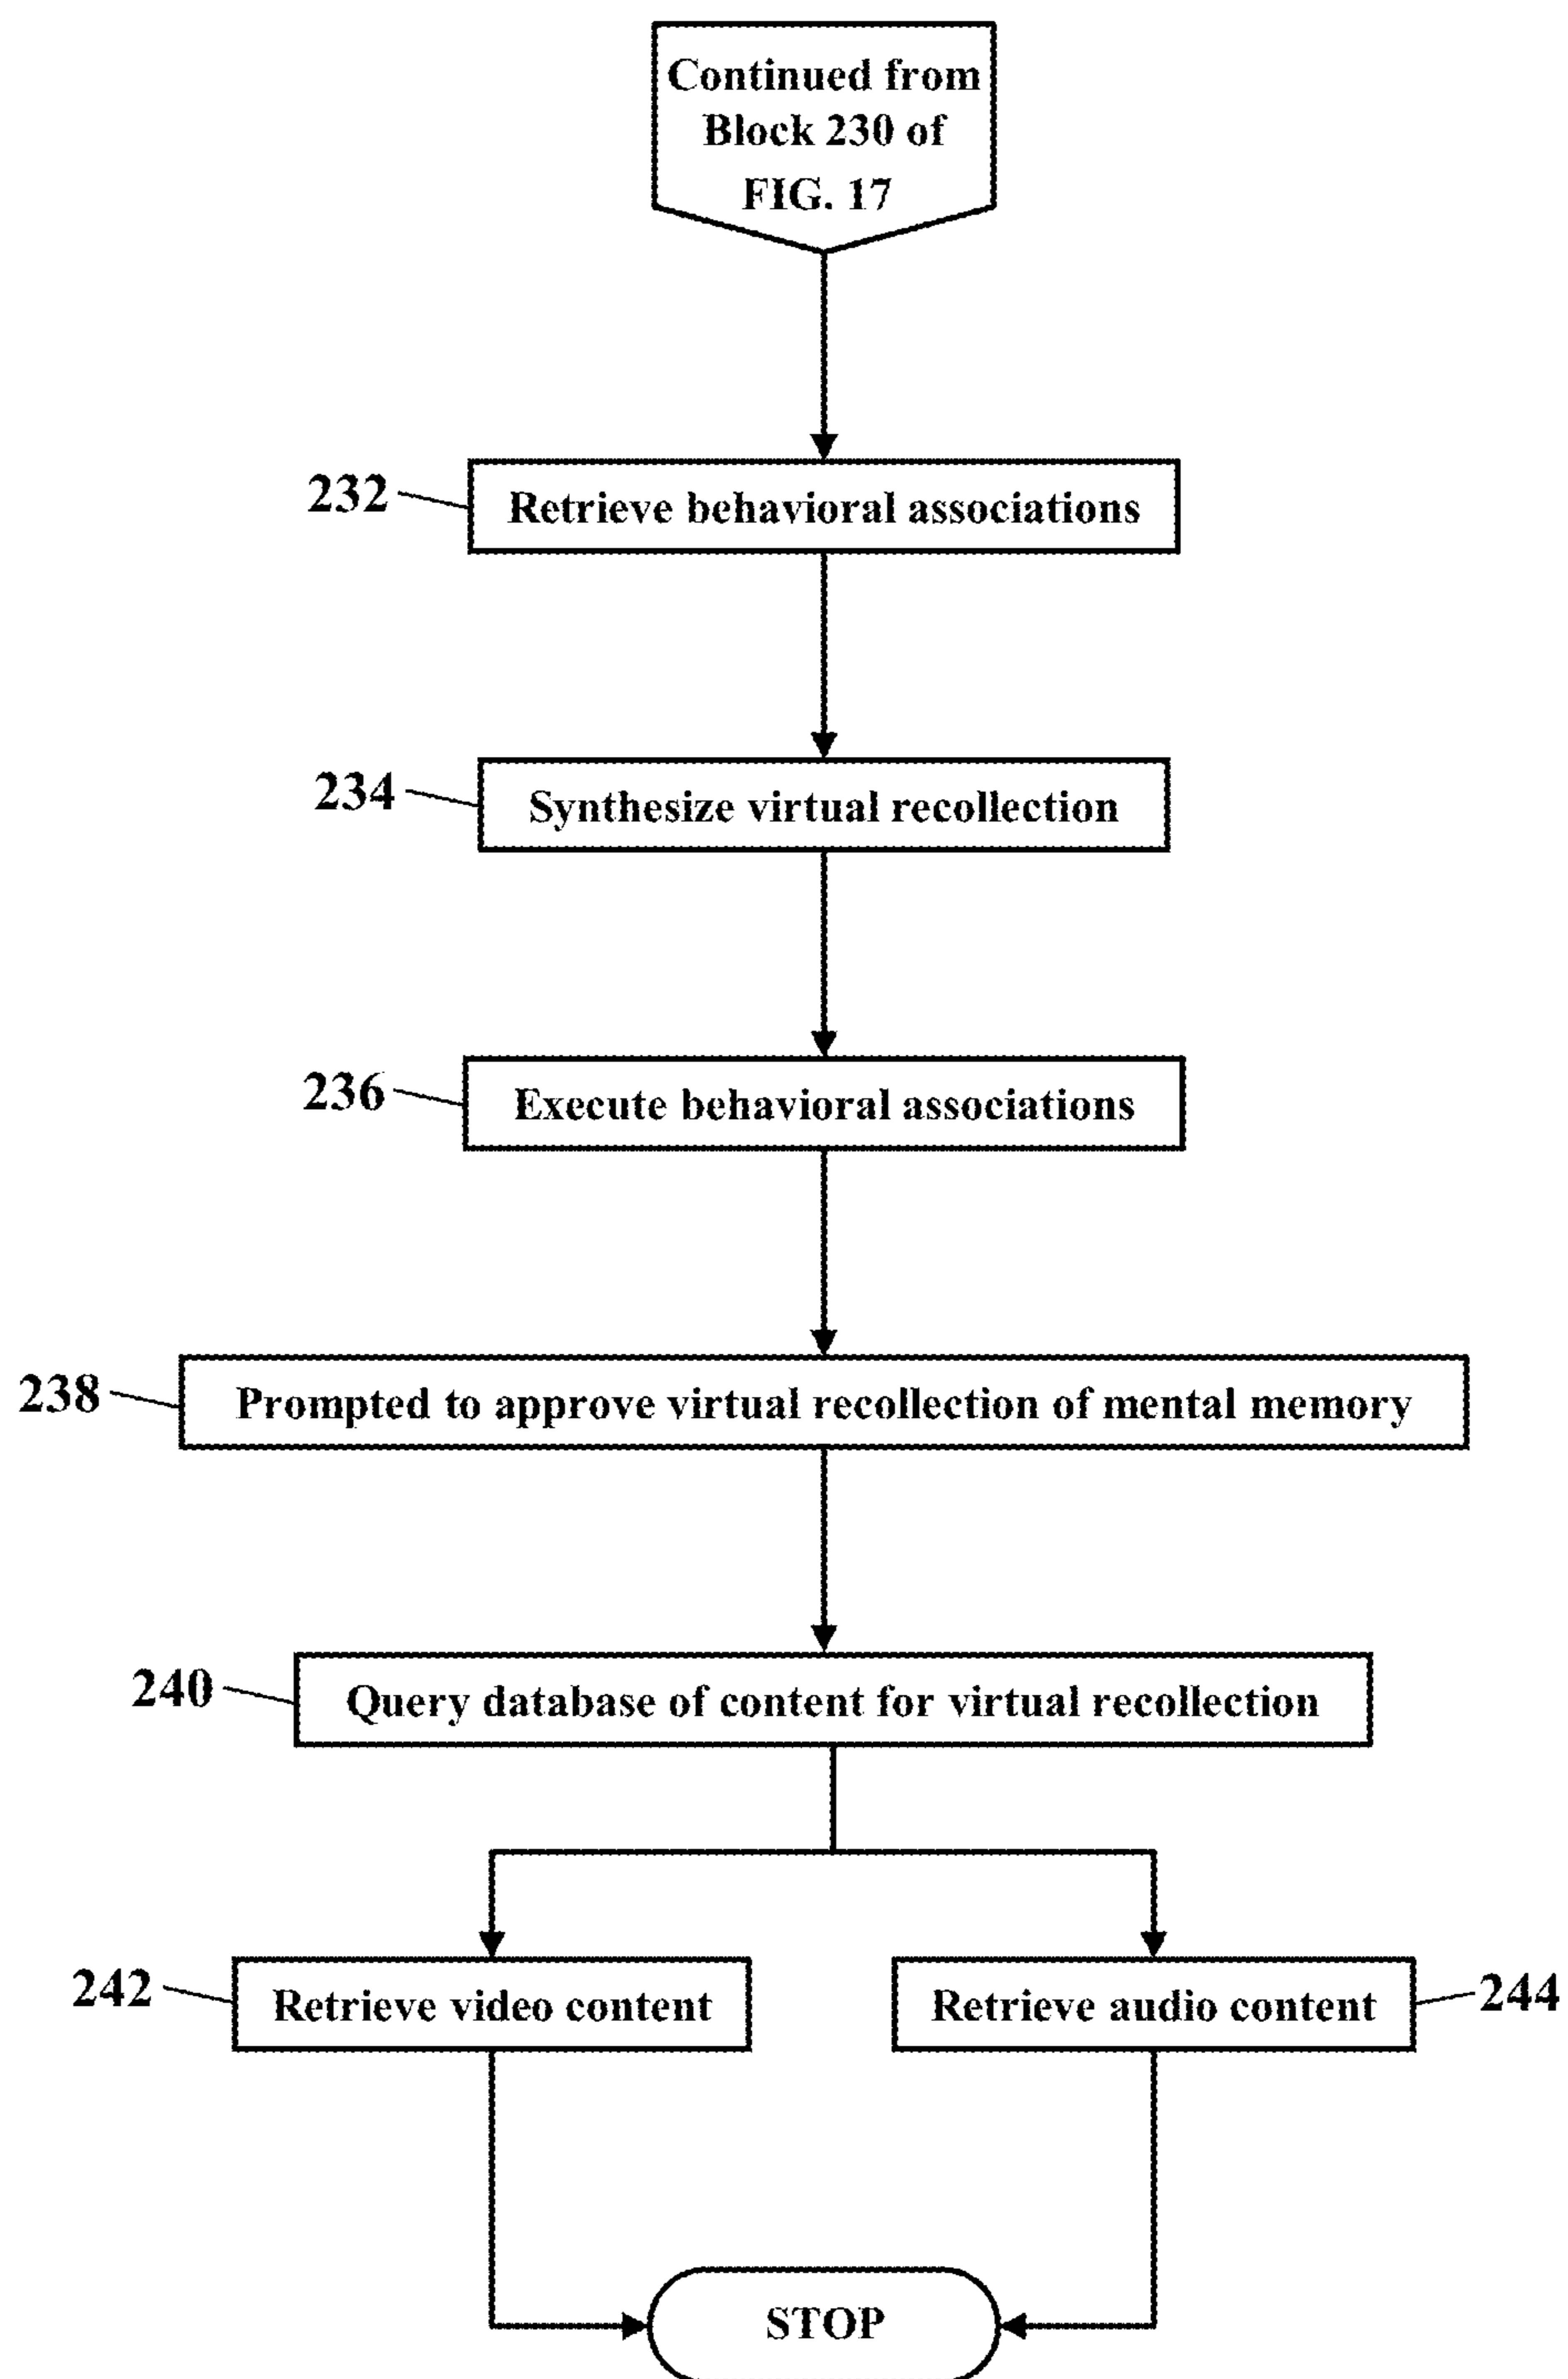 Continued from
Block 230 of
FIG. 17
232
Retrieve behavioral associations
234
Synthesize virtual recollection
236
Execute behavioral associations
238
Prompted to approve virtual recollection of mental memory
240
Query database of content for virtual recollection
242
Retrieve video content
Retrieve audio content
244
STOP